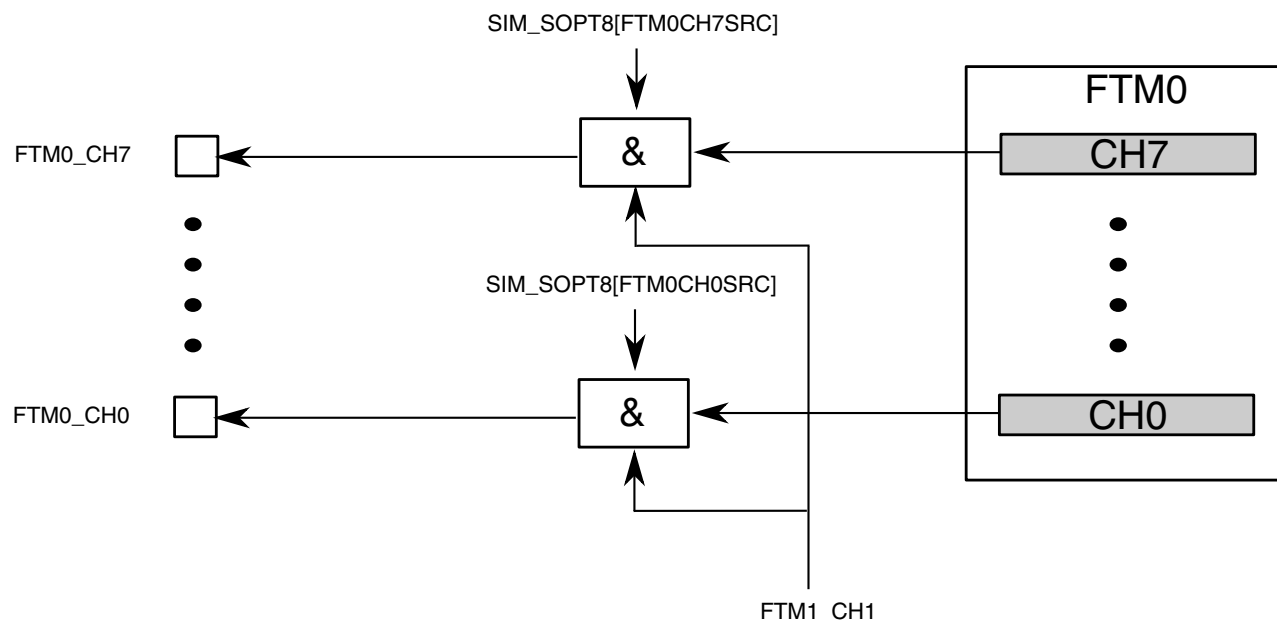 SIM_SOPT8[FTM0CH7SRC]
FTM0
FTM0_CH7
&
CH7
SIM_SOPT8[FTM0CH0SRC]
FTM0_CH0
&
CH0
FTM1_CH1